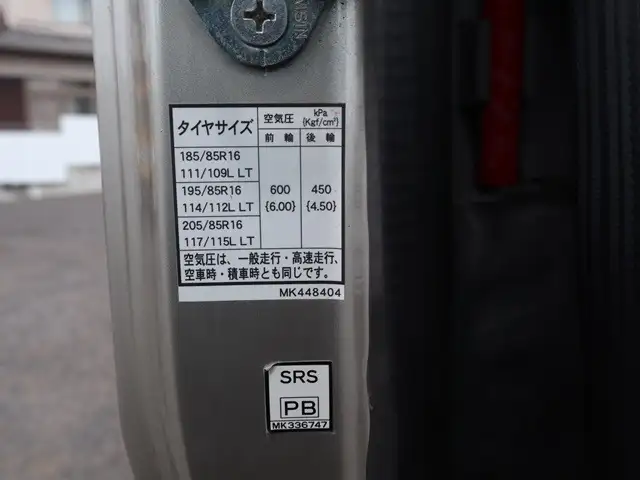 AISIN
タイヤサイズ 空気圧 kPa {Kgf/cm²}
前輪 後輪
185/85R16
111/109L LT
195/85R16 600 450
114/112L LT {6.00} {4.50}
205/85R16
117/115L LT
空気圧は、一般走行・高速走行、
空車時・積車時とも同じです。
MK448404
SRS
PB
MK336747